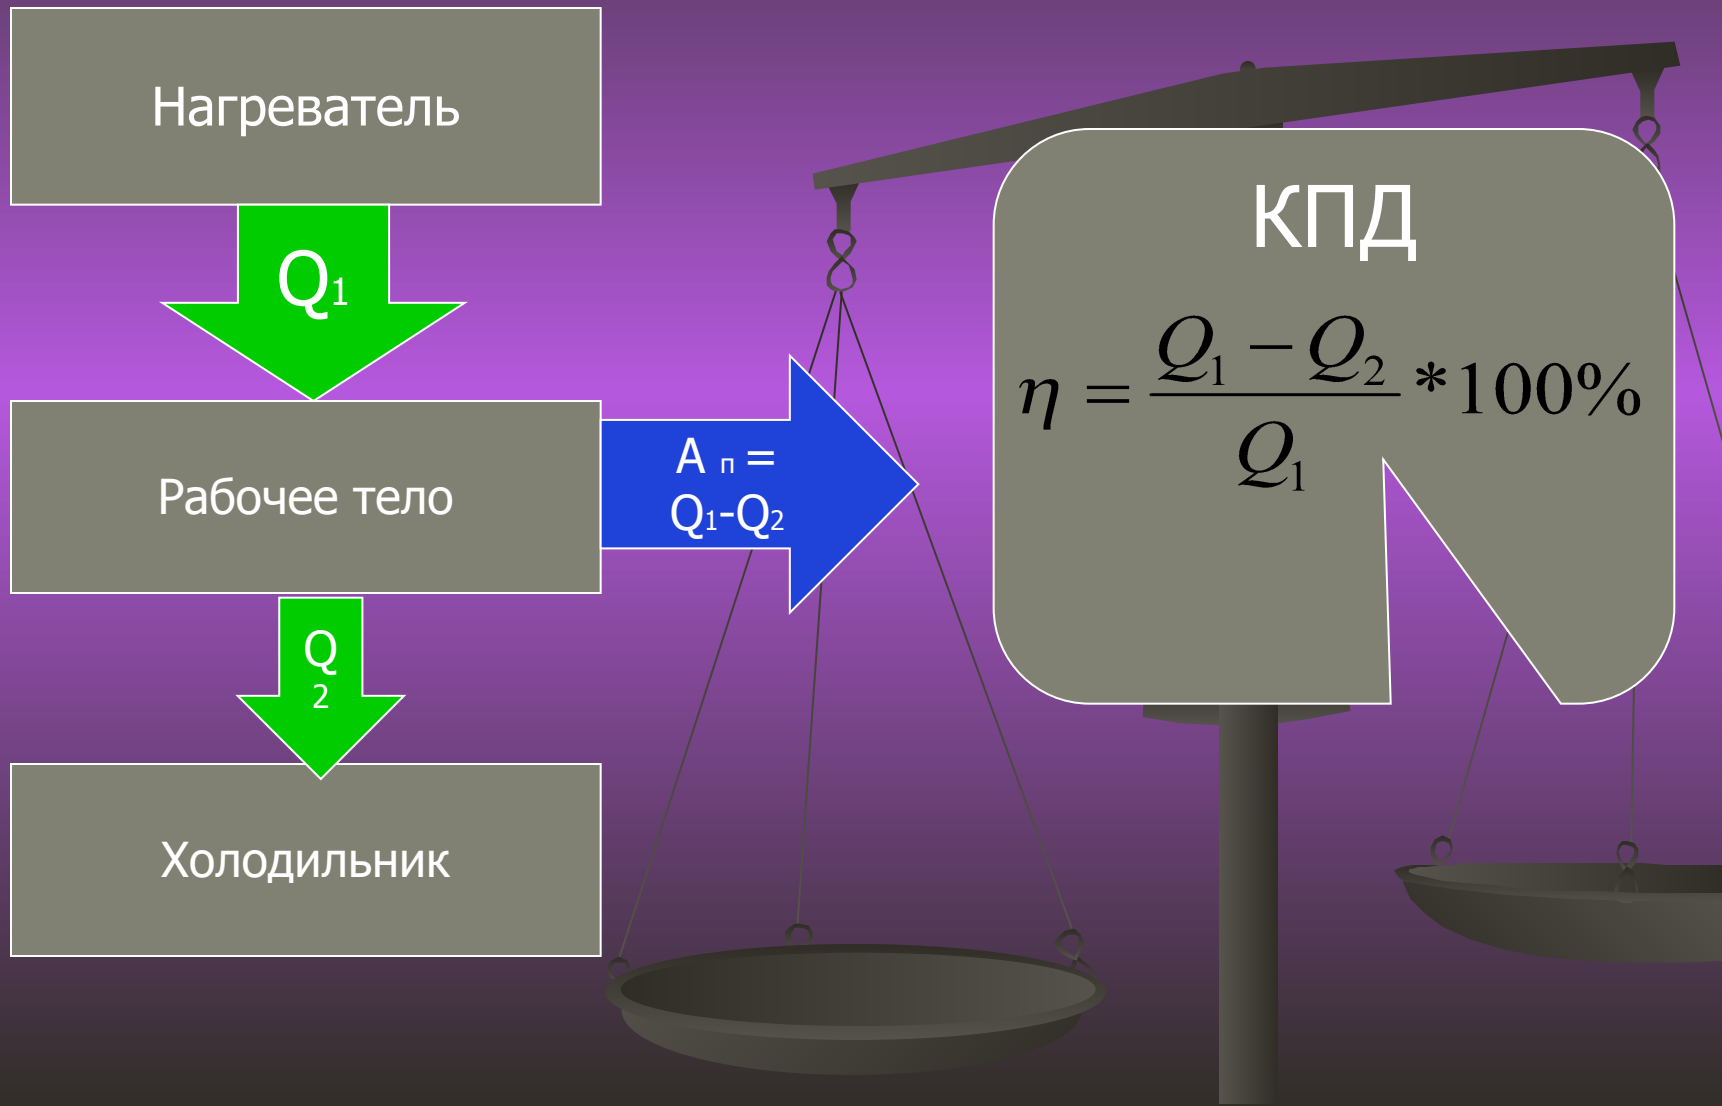 Нагреватель
Q₁
Рабочее тело
A п =
Q₁-Q₂
Q
2
Холодильник
КПД
η = (Q₁ − Q₂) / Q₁ *100%